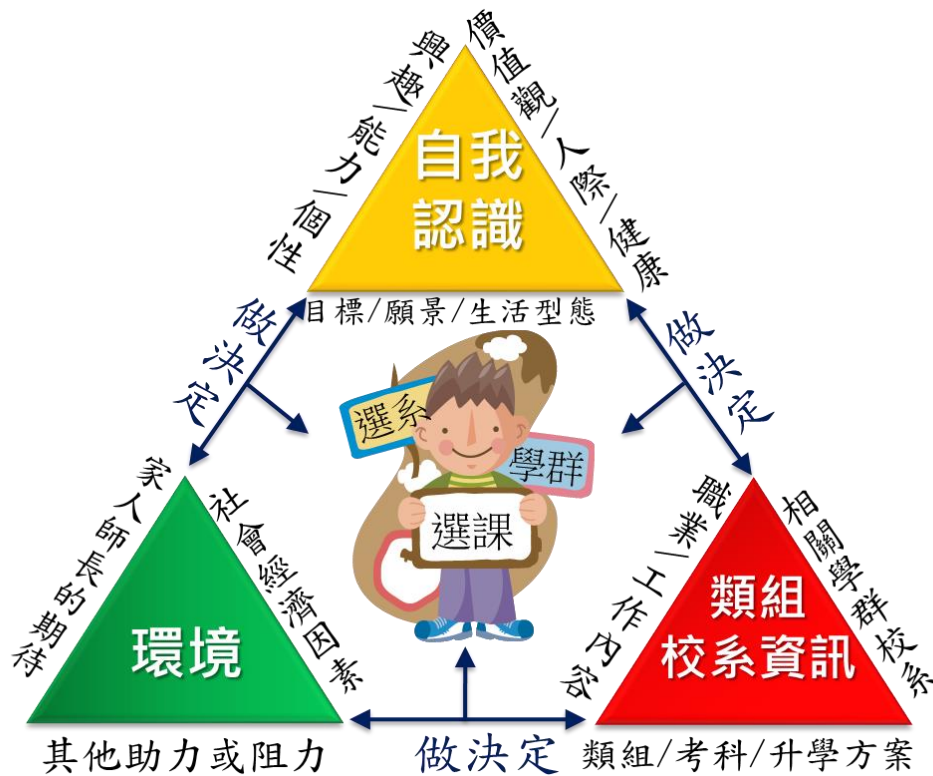 興趣/能力/個性
價值觀/人際/健康
自我
認識
目標/願景/生活型態
做決定
做決定
選系
學群
選課
家人師長的期待
社會經濟因素
環境
其他助力或阻力
職業/工作內容
相關學群校系
類組
校系資訊
類組/考科/升學方案
做決定